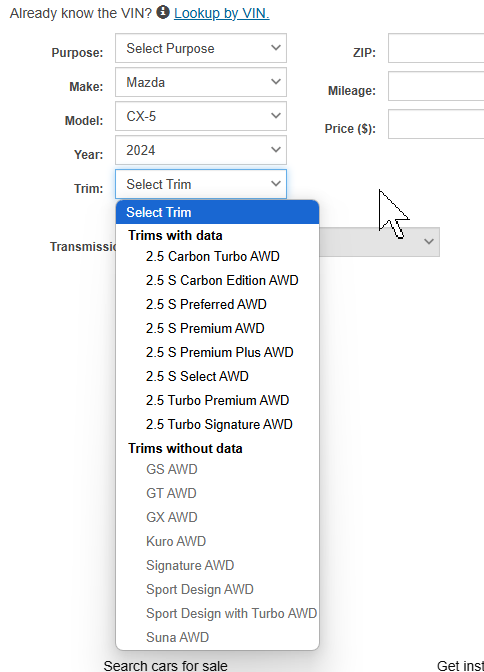 Already know the VIN? Lookup by VIN.
Purpose: Select Purpose ZIP:
Make: Mazda Mileage:
Model: CX-5 Price ($):
Year: 2024
Trim: Select Trim
Select Trim
Trims with data
Transmissio
2.5 Carbon Turbo AWD
2.5 S Carbon Edition AWD
2.5 S Preferred AWD
2.5 S Premium AWD
2.5 S Premium Plus AWD
2.5 S Select AWD
2.5 Turbo Premium AWD
2.5 Turbo Signature AWD
Trims without data
GS AWD
GT AWD
GX AWD
Kuro AWD
Signature AWD
Sport Design AWD
Sport Design with Turbo AWD
Suna AWD
Search cars for sale Get inst